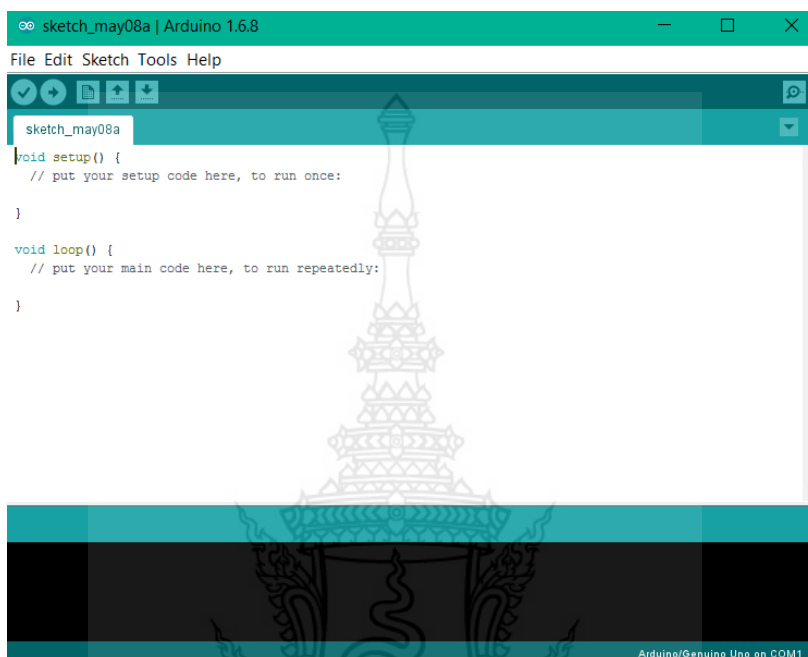 sketch_may08a | Arduino 1.6.8
File Edit Sketch Tools Help
sketch_may08a
void setup() {
  // put your setup code here, to run once:
}
void loop() {
  // put your main code here, to run repeatedly:
}
Arduino/Genuino Uno on COM1